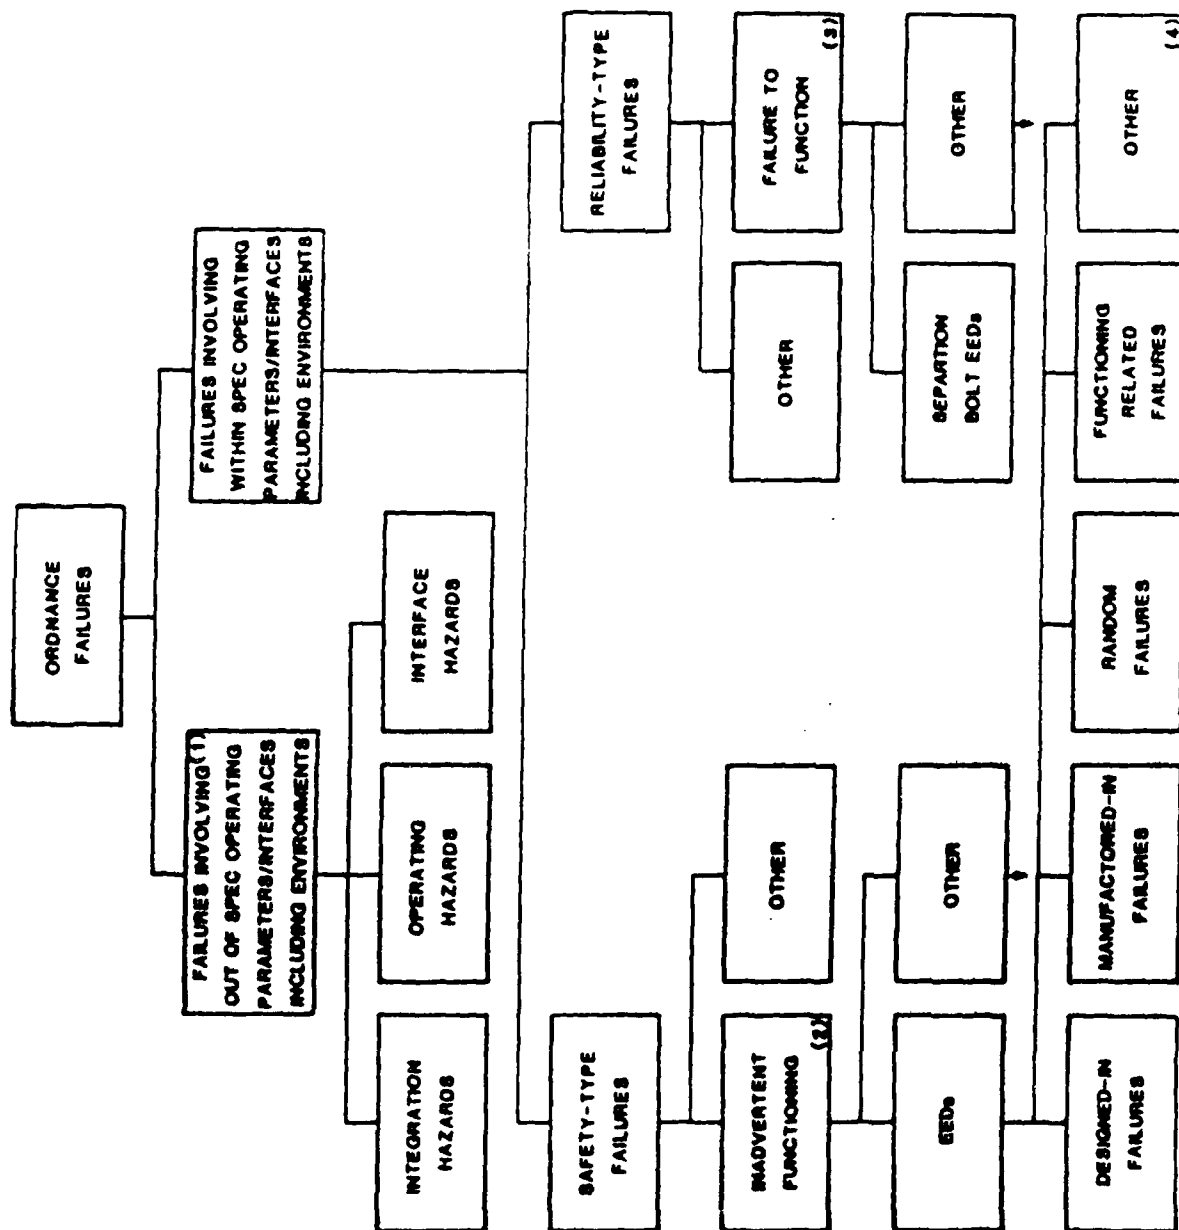 ORDNANCE
FAILURES
FAILURES INVOLVING(1)
OUT OF SPEC OPERATING
PARAMETERS/INTERFACES
INCLUDING ENVIRONMENTS
FAILURES INVOLVING
WITHIN SPEC OPERATING
PARAMETERS/INTERFACES
INCLUDING ENVIRONMENTS
INTEGRATION
HAZARDS
OPERATING
HAZARDS
INTERFACE
HAZARDS
SAFETY-TYPE
FAILURES
RELIABILITY-TYPE
FAILURES
INADVERTENT
FUNCTIONING
(2)
OTHER
OTHER
FAILURE TO
FUNCTION
(3)
EEDs
OTHER
SEPARTION
BOLT EEDs
OTHER
DESIGNED-IN
FAILURES
MANUFACTORED-IN
FAILURES
RANDOM
FAILURES
FUNCTIONING
RELATED
FAILURES
OTHER
(4)